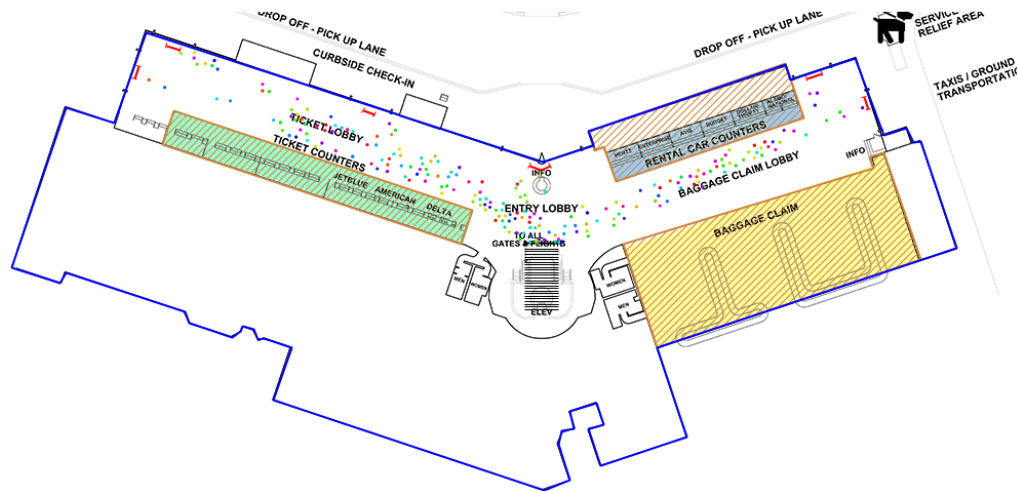 DROP OFF - PICK UP LANE
CURBSIDE CHECK-IN
DROP OFF - PICK UP LANE
SERVICE
RELIEF AREA
TAXIS / GROUND
TRANSPORTATIO
TICKET LOBBY
TICKET COUNTERS
JETBLUE AMERICAN DELTA
HERTZ ENTERPRISE AVIS BUDGET
NATIONAL
RENTAL CAR COUNTERS
INFO
BAGGAGE CLAIM LOBBY
INFO
ENTRY LOBBY
BAGGAGE CLAIM
TO ALL
GATES & FLIGHTS
MEN WOMEN
WOMEN
MEN
ELEV